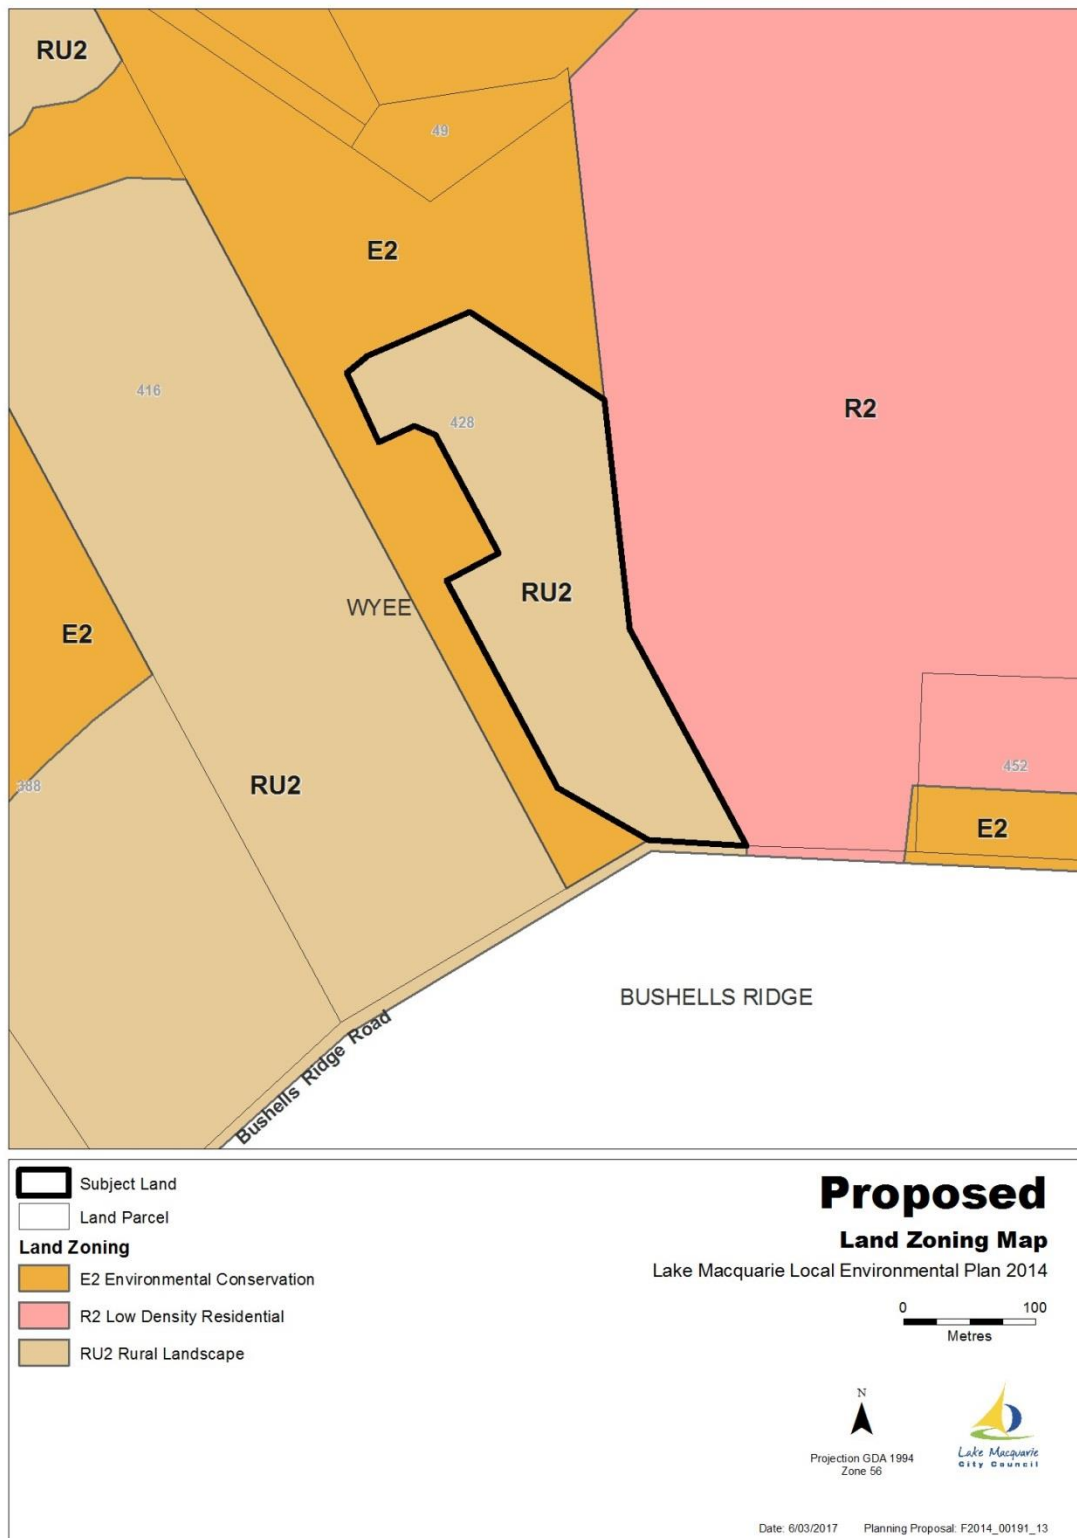 RU2
49
E2
416
428
R2
RU2
WYEE
E2
452
388
RU2
E2
BUSHELLS RIDGE
Bushells Ridge Road
Subject Land
Land Parcel
Land Zoning
E2 Environmental Conservation
R2 Low Density Residential
RU2 Rural Landscape
Proposed
Land Zoning Map
Lake Macquarie Local Environmental Plan 2014
0 100
Metres
N
Projection GDA 1994
Zone 56
Lake Macquarie
City Council
Date: 6/03/2017 Planning Proposal: F2014_00191_13